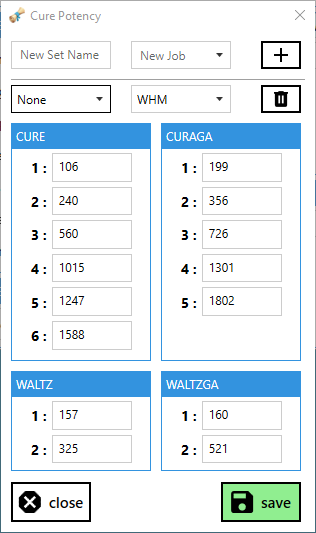 Cure Potency
New Set Name New Job
None WHM
CURE
1 : 106
2 : 240
3 : 560
4 : 1015
5 : 1247
6 : 1588
CURAGA
1 : 199
2 : 356
3 : 726
4 : 1301
5 : 1802
WALTZ
1 : 157
2 : 325
WALTZGA
1 : 160
2 : 521
close save